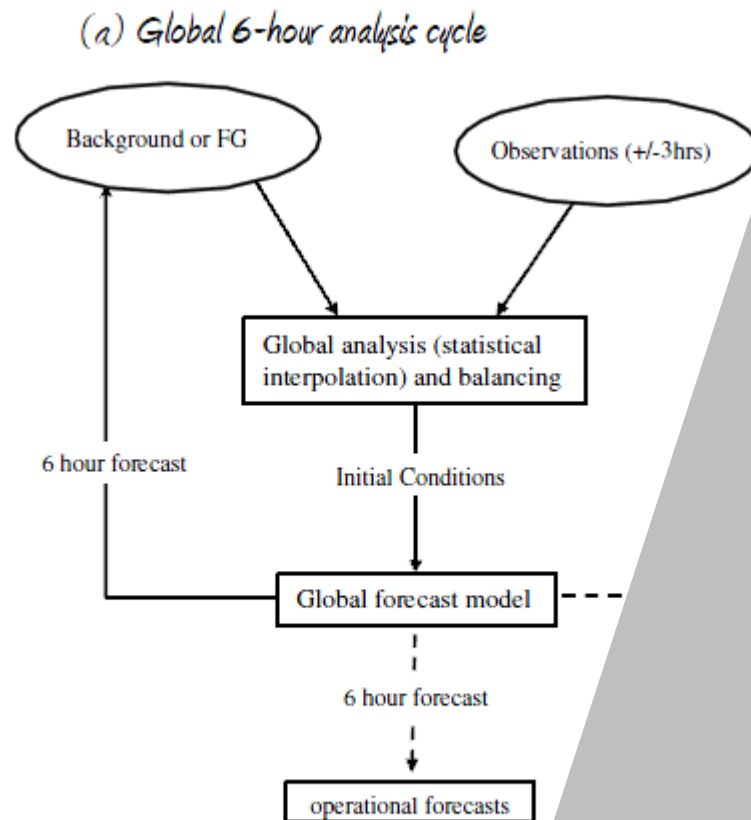 (a) Global 6-hour analysis cycle
Background or FG
Observations (+/-3hrs)
Global analysis (statistical
interpolation) and balancing
6 hour forecast
Initial Conditions
Global forecast model
6 hour forecast
operational forecasts